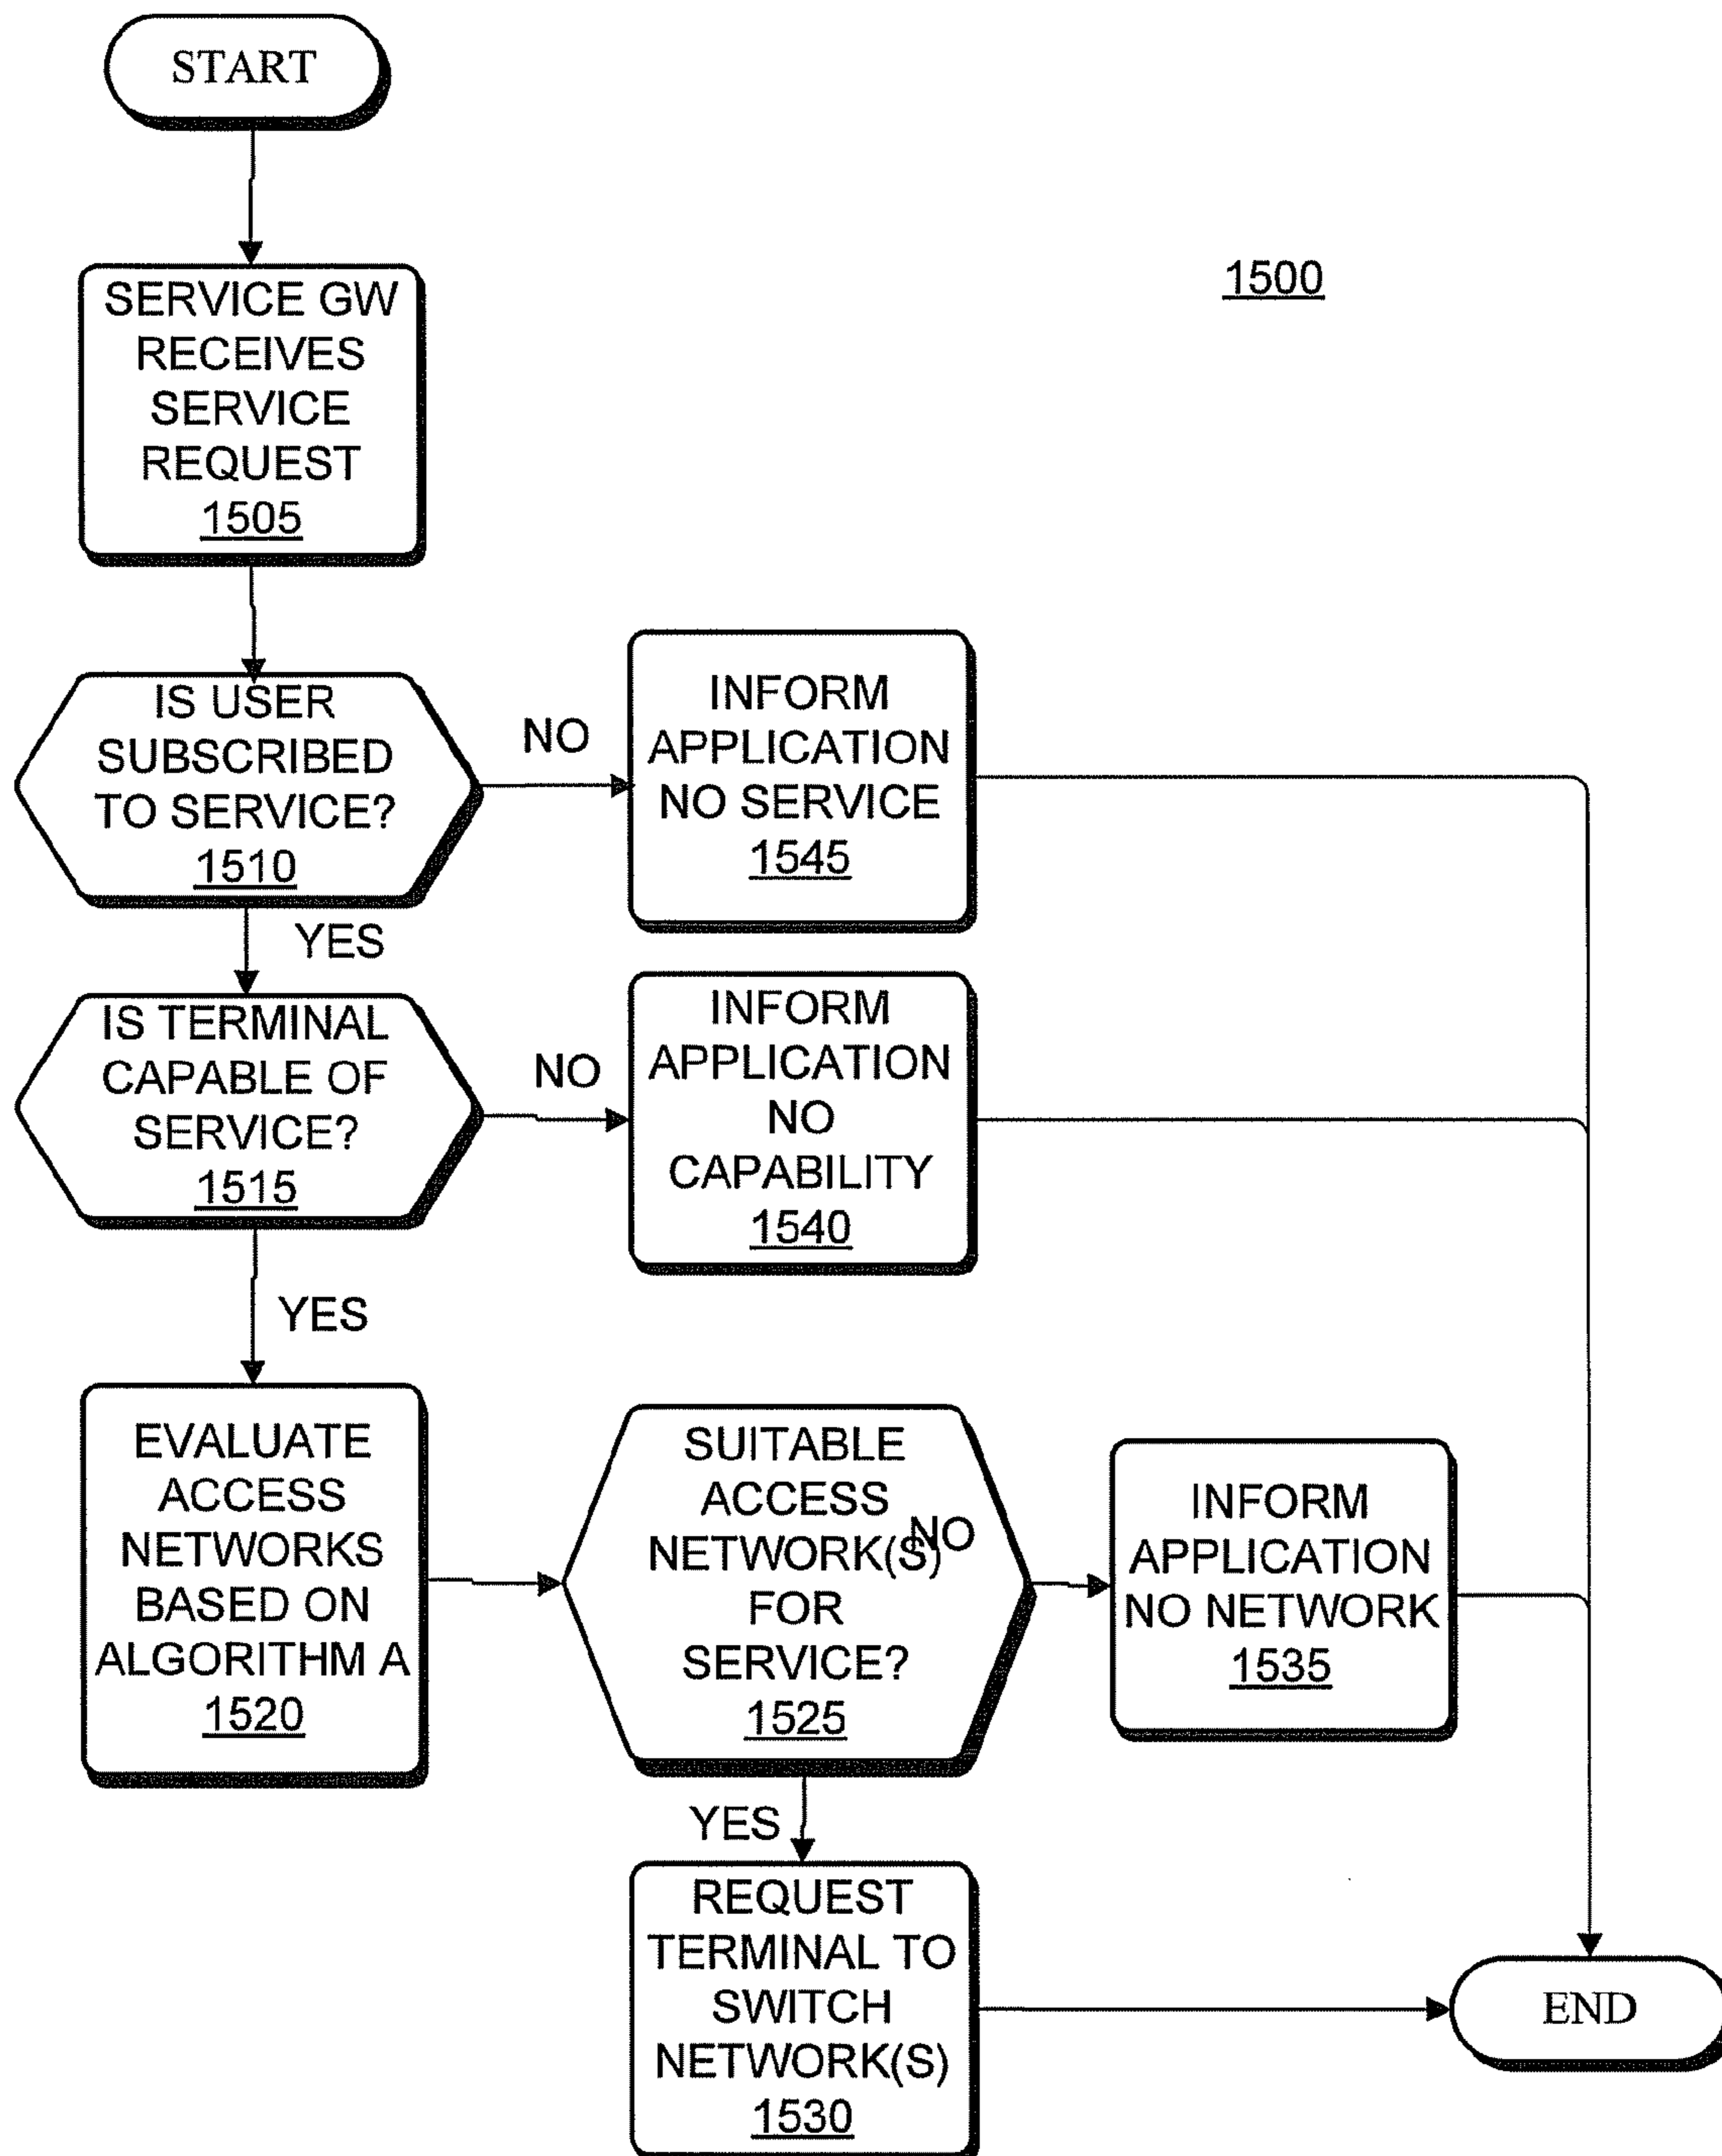 START
1500
SERVICE GW
RECEIVES
SERVICE
REQUEST
1505
IS USER
SUBSCRIBED
TO SERVICE?
1510
NO
INFORM
APPLICATION
NO SERVICE
1545
YES
IS TERMINAL
CAPABLE OF
SERVICE?
1515
NO
INFORM
APPLICATION
NO
CAPABILITY
1540
YES
EVALUATE
ACCESS
NETWORKS
BASED ON
ALGORITHM A
1520
SUITABLE
ACCESS
NETWORK(S)
FOR
SERVICE?
1525
NO
INFORM
APPLICATION
NO NETWORK
1535
YES
REQUEST
TERMINAL TO
SWITCH
NETWORK(S)
1530
END